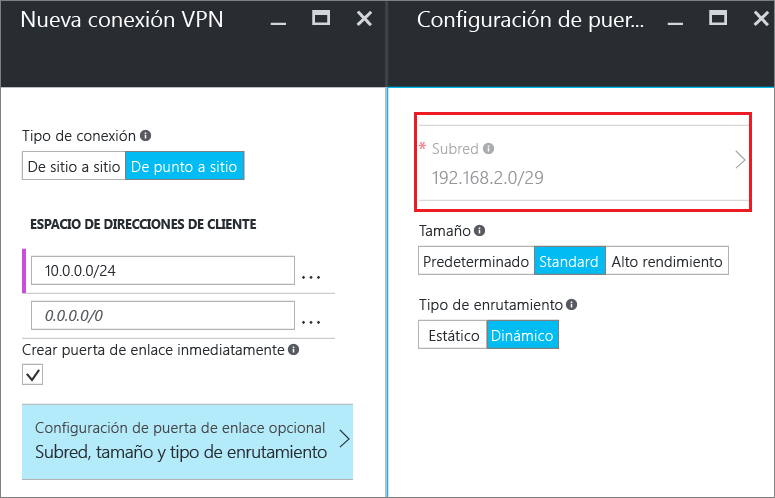 Nueva conexión VPN
Tipo de conexión
De sitio a sitio De punto a sitio
ESPACIO DE DIRECCIONES DE CLIENTE
10.0.0.0/24
...
0.0.0.0/0
...
Crear puerta de enlace inmediatamente
Configuración de puerta de enlace opcional
Subred, tamaño y tipo de enrutamiento
Configuración de puer...
* Subred
192.168.2.0/29
Tamaño
Predeterminado Standard Alto rendimiento
Tipo de enrutamiento
Estático Dinámico